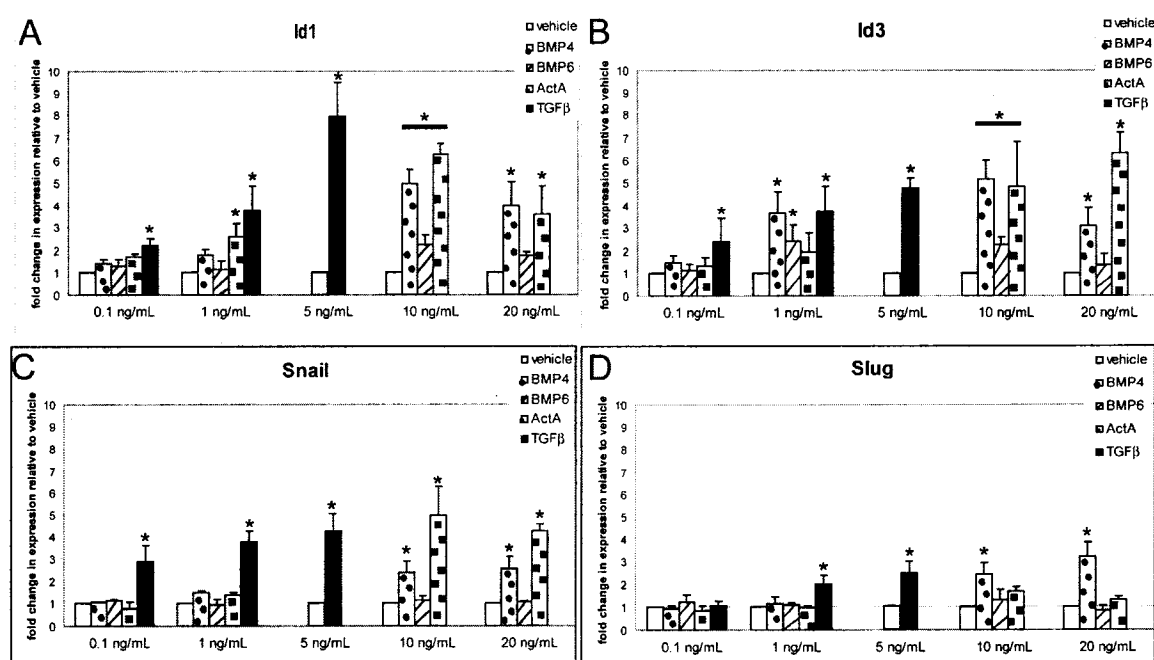 A
Id1
vehicle
BMP4
BMP6
ActA
TGFβ
fold change in expression relative to vehicle
10
9
8
7
6
5
4
3
2
1
0
*
*
*
*
*
*
*
0.1 ng/mL
1 ng/mL
5 ng/mL
10 ng/mL
20 ng/mL
B
Id3
vehicle
BMP4
BMP6
ActA
TGFβ
fold change in expression relative to vehicle
10
9
8
7
6
5
4
3
2
1
0
*
*
*
*
*
*
*
*
0.1 ng/mL
1 ng/mL
5 ng/mL
10 ng/mL
20 ng/mL
C
Snail
vehicle
BMP4
BMP6
ActA
TGFβ
fold change in expression relative to vehicle
10
9
8
7
6
5
4
3
2
1
0
*
*
*
*
*
*
*
0.1 ng/mL
1 ng/mL
5 ng/mL
10 ng/mL
20 ng/mL
D
Slug
vehicle
BMP4
BMP6
ActA
TGFβ
fold change in expression relative to vehicle
10
9
8
7
6
5
4
3
2
1
0
*
*
*
*
0.1 ng/mL
1 ng/mL
5 ng/mL
10 ng/mL
20 ng/mL